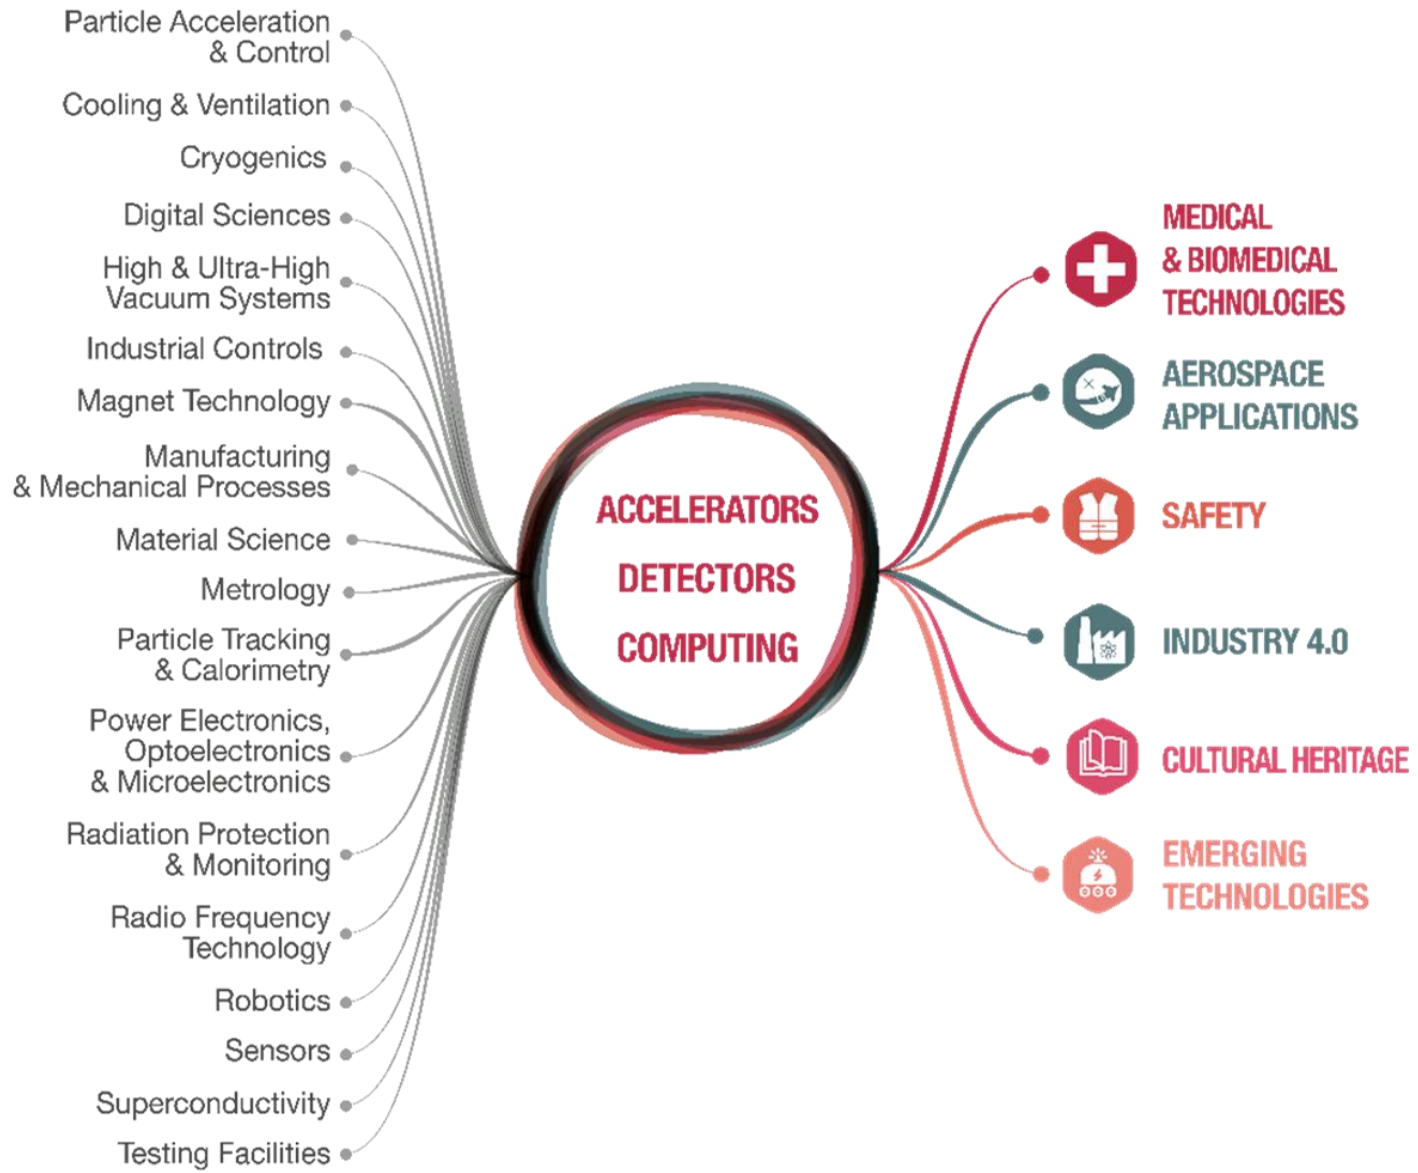 Particle Acceleration
& Control
Cooling & Ventilation
Cryogenics
Digital Sciences
High & Ultra-High
Vacuum Systems
Industrial Controls
Magnet Technology
Manufacturing
& Mechanical Processes
Material Science
Metrology
Particle Tracking
& Calorimetry
Power Electronics,
Optoelectronics
& Microelectronics
Radiation Protection
& Monitoring
Radio Frequency
Technology
Robotics
Sensors
Superconductivity
Testing Facilities
ACCELERATORS
DETECTORS
COMPUTING
MEDICAL
& BIOMEDICAL
TECHNOLOGIES
AEROSPACE
APPLICATIONS
SAFETY
INDUSTRY 4.0
CULTURAL HERITAGE
EMERGING
TECHNOLOGIES